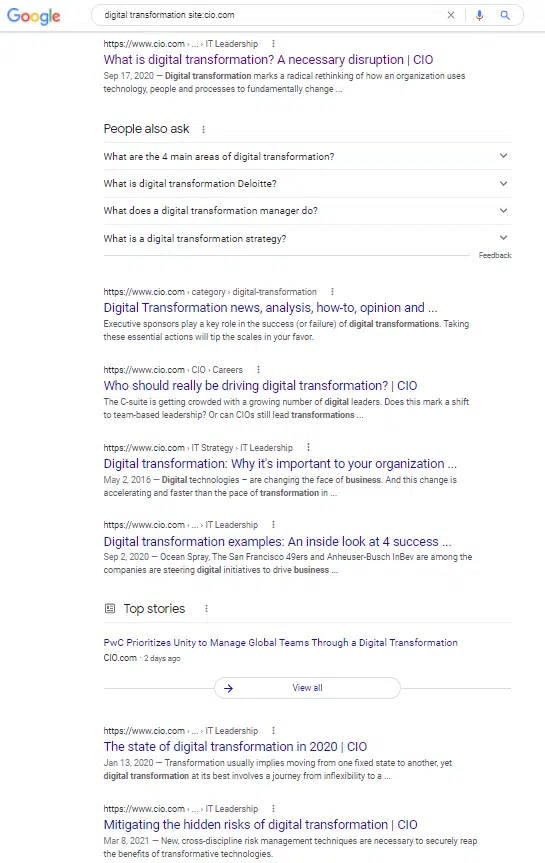 Google
digital transformation site:cio.com
https://www.cio.com › ... › IT Leadership
What is digital transformation? A necessary disruption | CIO
Sep 17, 2020 — Digital transformation marks a radical rethinking of how an organization uses
technology, people and processes to fundamentally change ...
People also ask
What are the 4 main areas of digital transformation?
What is digital transformation Deloitte?
What does a digital transformation manager do?
What is a digital transformation strategy?
Feedback
https://www.cio.com › category › digital-transformation
Digital Transformation news, analysis, how-to, opinion and ...
Executive sponsors play a key role in the success (or failure) of digital transformations. Taking
these essential actions will tip the scales in your favor.
https://www.cio.com › CIO › Careers
Who should really be driving digital transformation? | CIO
The C-suite is getting crowded with a growing number of digital leaders. Does this mark a shift
to team-based leadership? Or can CIOs still lead transformations ...
https://www.cio.com › IT Strategy › IT Leadership
Digital transformation: Why it's important to your organization ...
May 2, 2016 — Digital technologies – are changing the face of business. And this change is
accelerating and faster than the pace of transformation in ...
https://www.cio.com › ... › IT Leadership
Digital transformation examples: An inside look at 4 success ...
Sep 2, 2020 — Ocean Spray, The San Francisco 49ers and Anheuser-Busch InBev are among the
companies are steering digital initiatives to drive business ...
Top stories
PwC Prioritizes Unity to Manage Global Teams Through a Digital Transformation
CIO.com · 2 days ago
View all
https://www.cio.com › ... › IT Leadership
The state of digital transformation in 2020 | CIO
Jan 13, 2020 — Transformation usually implies moving from one fixed state to another, yet
digital transformation at its best involves a journey from inflexibility to a ...
https://www.cio.com › ... › IT Leadership
Mitigating the hidden risks of digital transformation | CIO
Mar 8, 2021 — New, cross-discipline risk management techniques are necessary to securely reap
the benefits of transformative technologies.